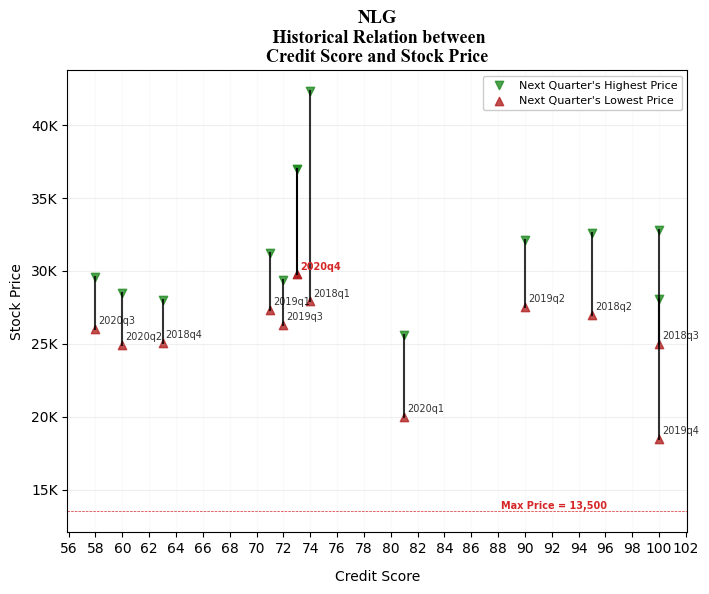 NLG
Historical Relation between
Credit Score and Stock Price
Next Quarter's Highest Price
Next Quarter's Lowest Price
40K
35K
30K
25K
20K
15K
Stock Price
2020q3
2020q2
2018q4
2019q1
2019q3
2020q4
2018q1
2020q1
2019q2
2018q2
2018q3
2019q4
Max Price = 13,500
56 58 60 62 64 66 68 70 72 74 76 78 80 82 84 86 88 90 92 94 96 98 100 102
Credit Score